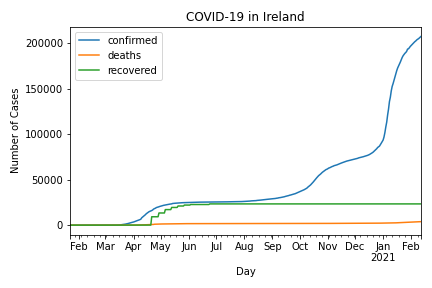 COVID-19 in Ireland
confirmed
deaths
recovered
200000
150000
100000
50000
0
Number of Cases
Feb Mar Apr May Jun Jul Aug Sep Oct Nov Dec Jan Feb
2021
Day